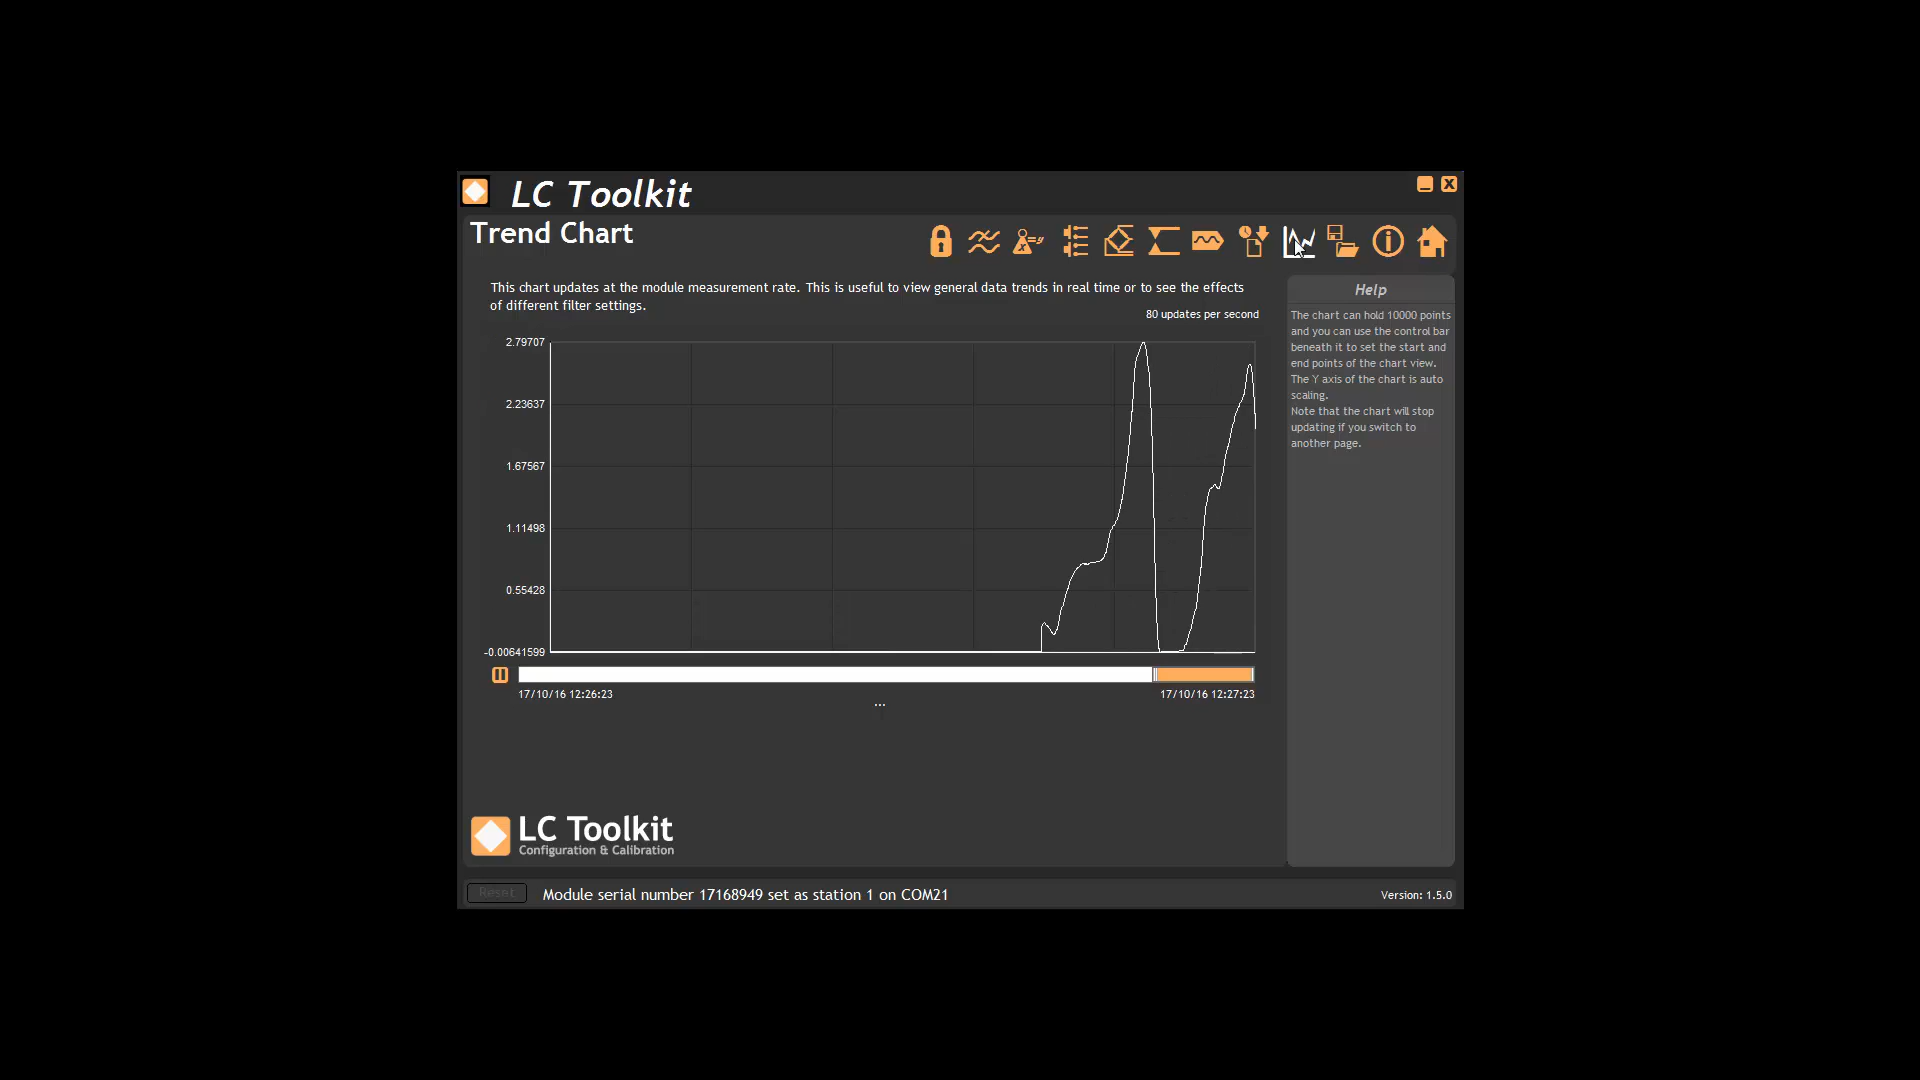 LC Toolkit
X
Trend Chart
This chart updates at the module measurement rate. This is useful to view general data trends in real time or to see the effects
of different filter settings.
80 updates per second
2.79707
2.23637
1.67567
1.11498
0.55428
-0.00641599
17/10/16 12:26:23
17/10/16 12:27:23
...
Help
The chart can hold 10000 points
and you can use the control bar
beneath it to set the start and
end points of the chart view.
The Y axis of the chart is auto
scaling.
Note that the chart will stop
updating if you switch to
another page.
LC Toolkit
Configuration & Calibration
Reset
Module serial number 17168949 set as station 1 on COM21
Version: 1.5.0